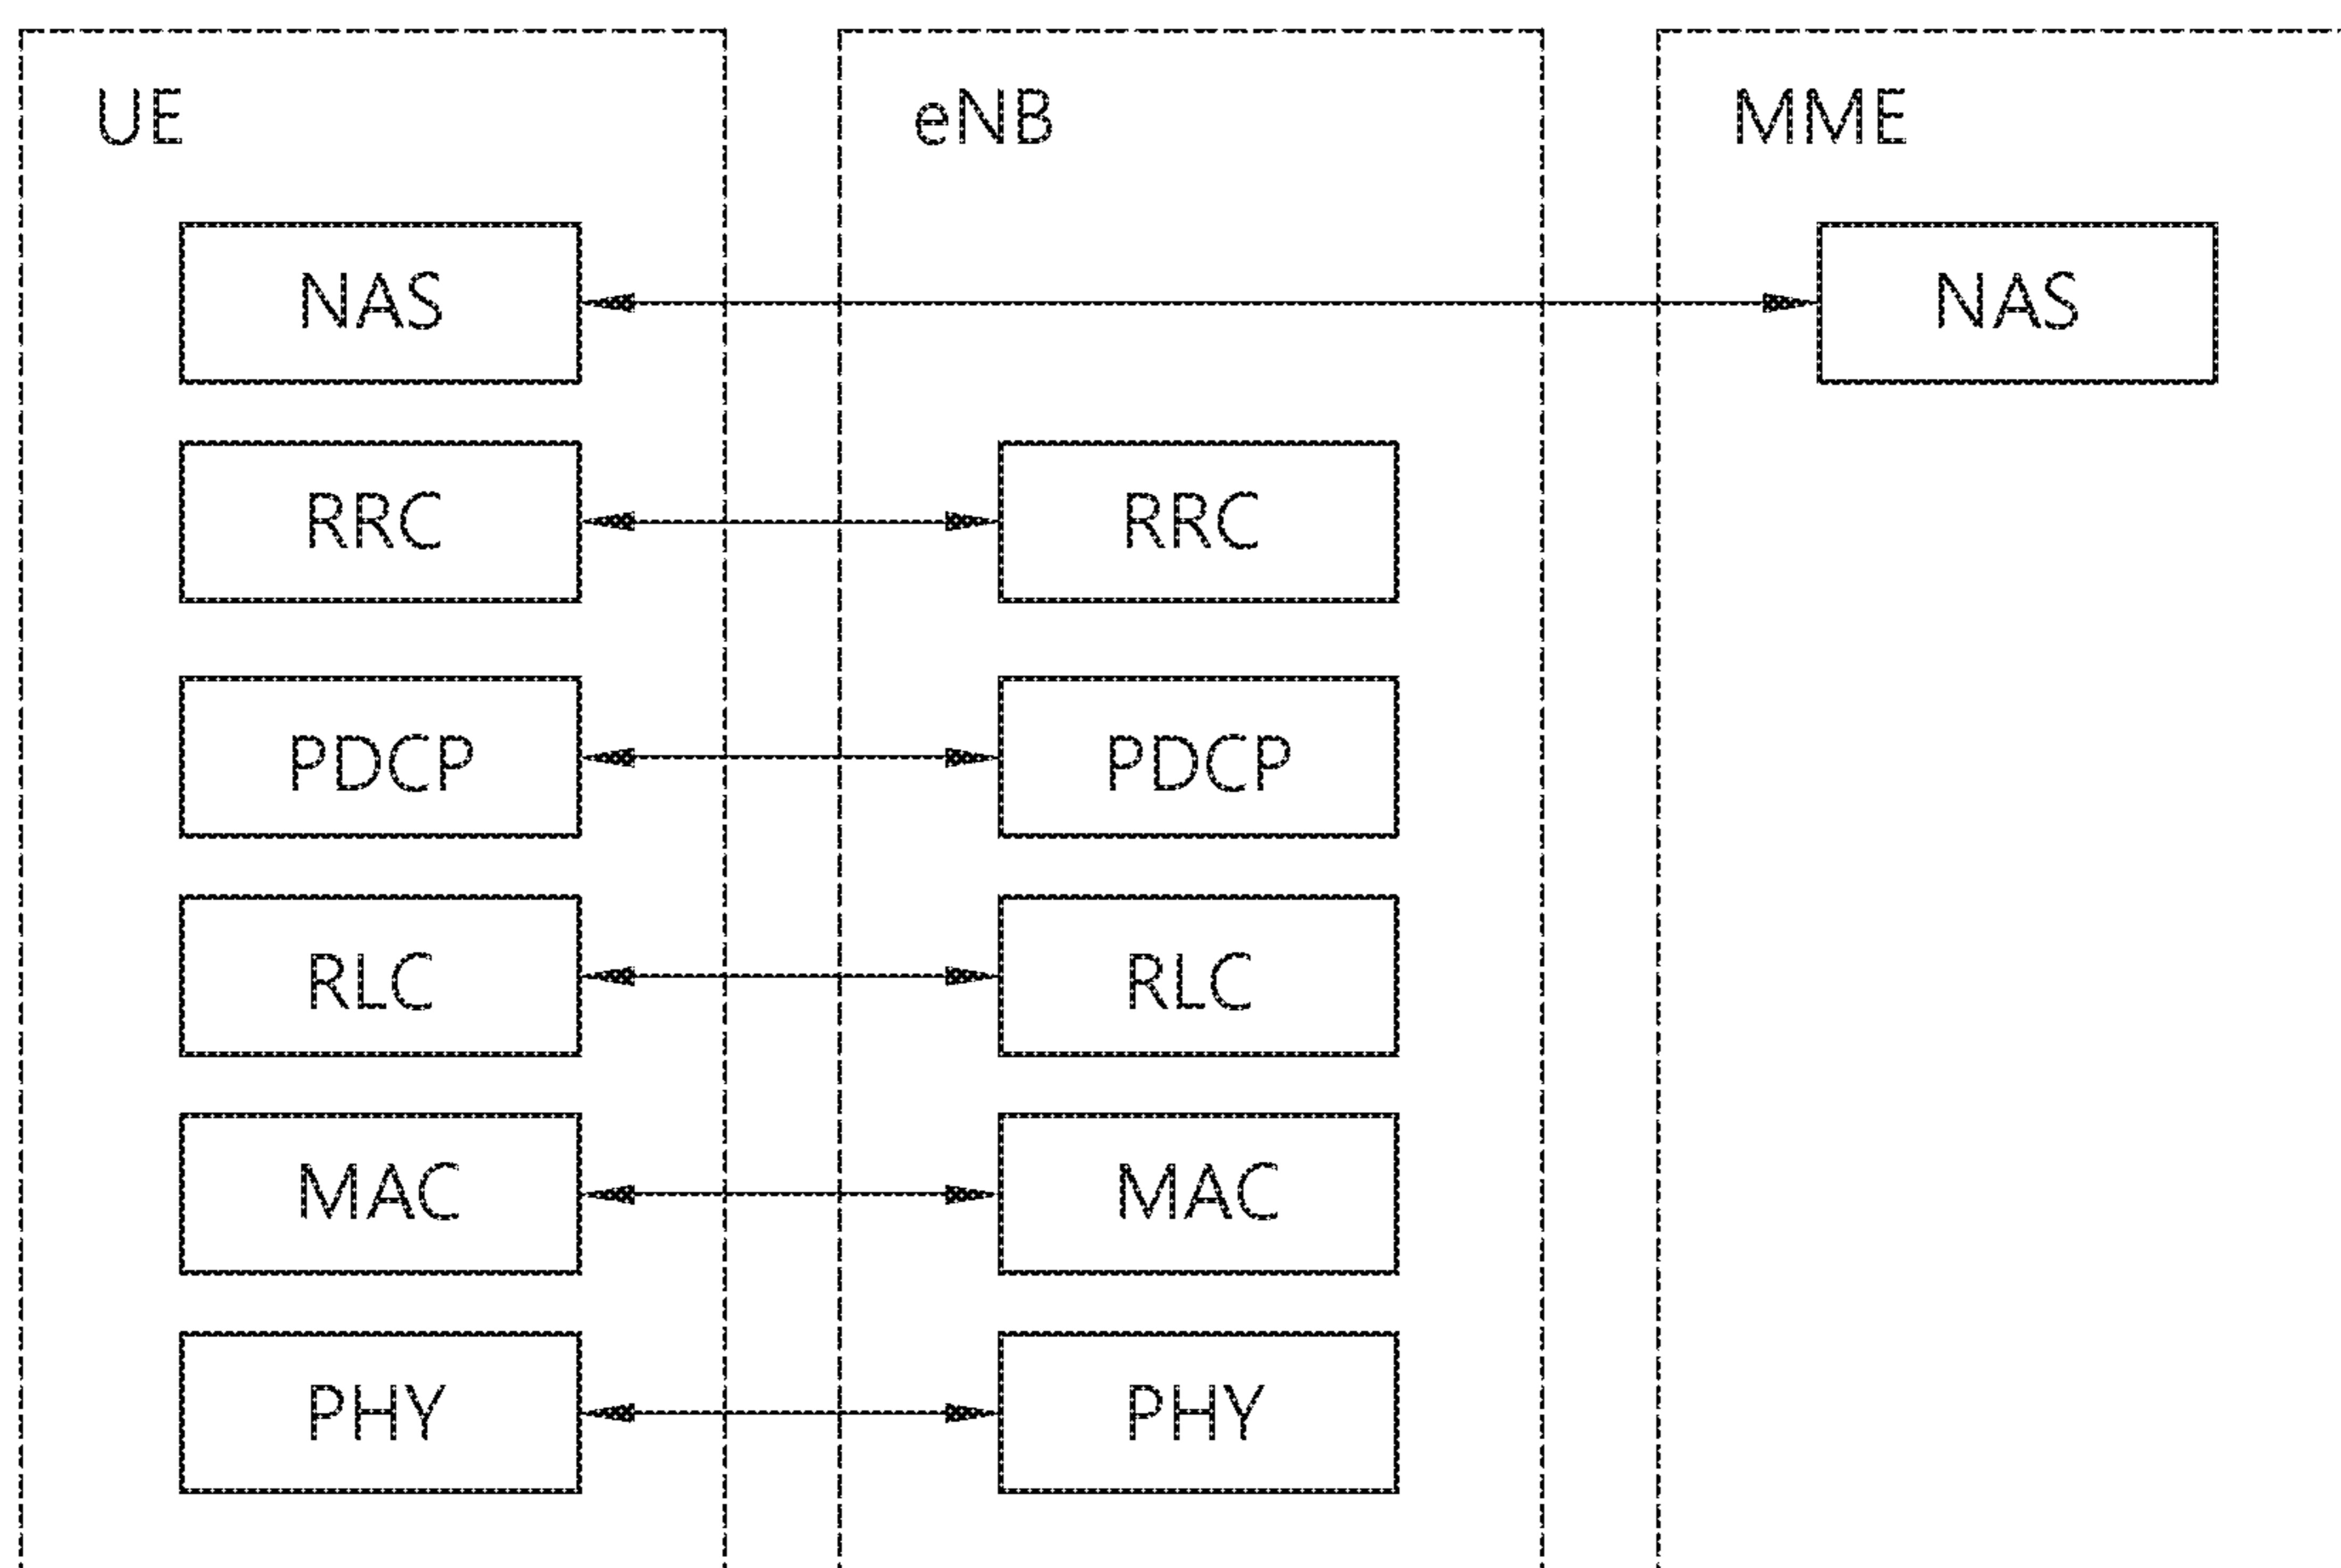 UE eNB MME
NAS NAS
RRC RRC
PDCP PDCP
RLC RLC
MAC MAC
PHY PHY